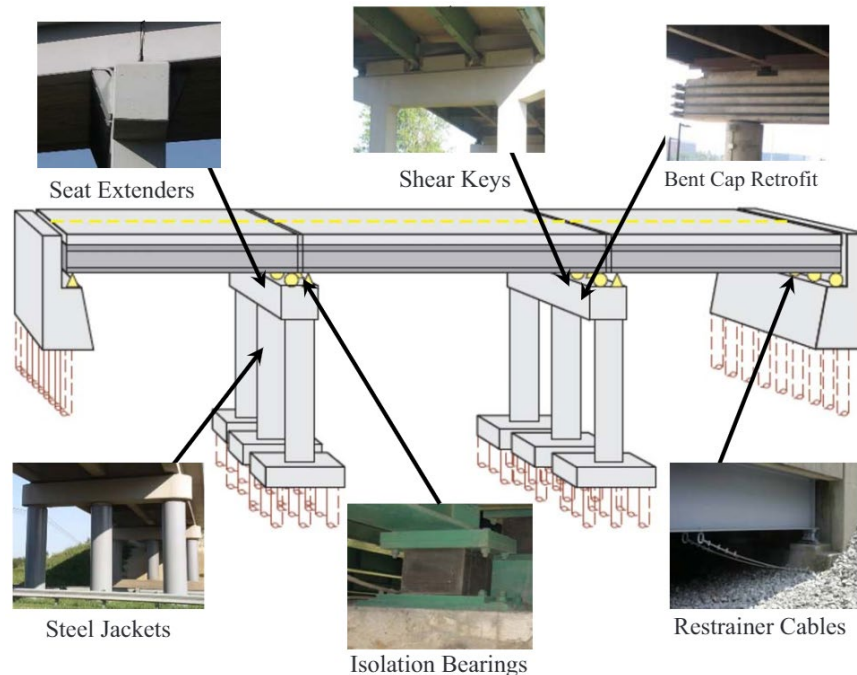 Seat Extenders
Shear Keys
Bent Cap Retrofit
Steel Jackets
Isolation Bearings
Restrainer Cables